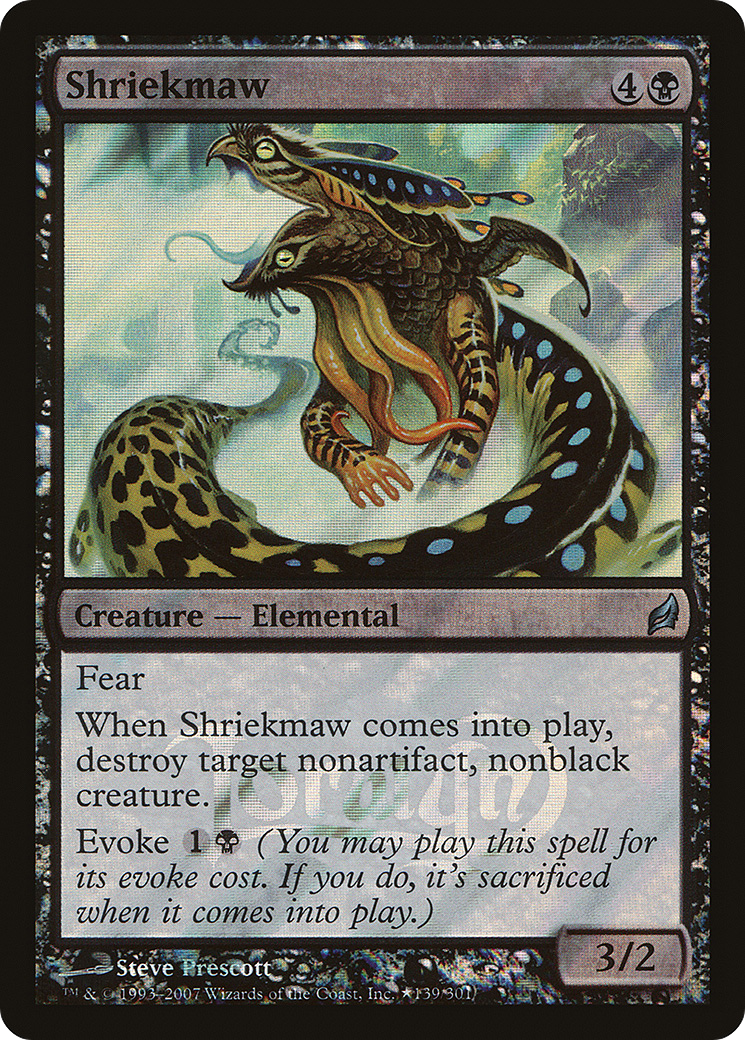 Shriekmaw 4
Creature — Elemental
Fear
When Shriekmaw comes into play,
destroy target nonartifact, nonblack
creature.
Evoke 1 (You may play this spell for
its evoke cost. If you do, it's sacrificed
when it comes into play.)
3/2
Steve Prescott
™ & © 1993–2007 Wizards of the Coast, Inc. ★139/301